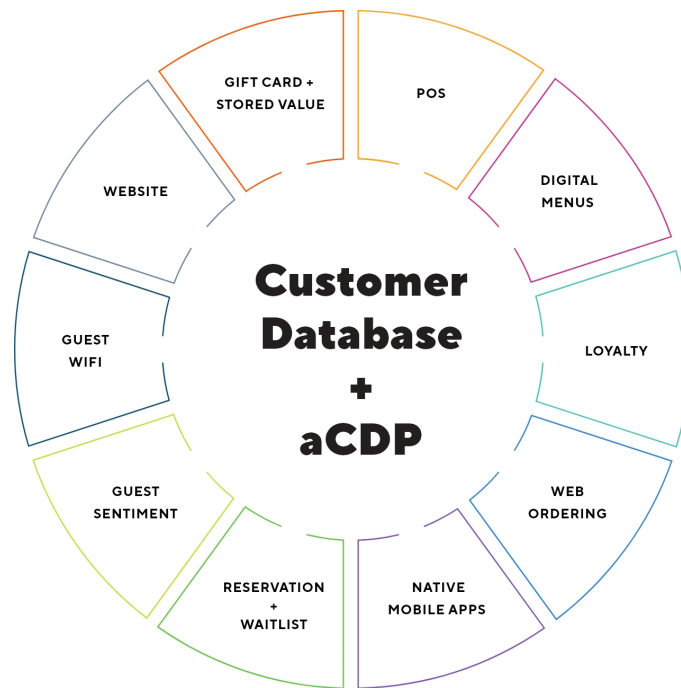 GIFT CARD +
STORED VALUE
POS
DIGITAL
MENUS
LOYALTY
WEB
ORDERING
NATIVE
MOBILE APPS
RESERVATION
+
WAITLIST
GUEST
SENTIMENT
GUEST
WIFI
WEBSITE
Customer
Database
+
aCDP